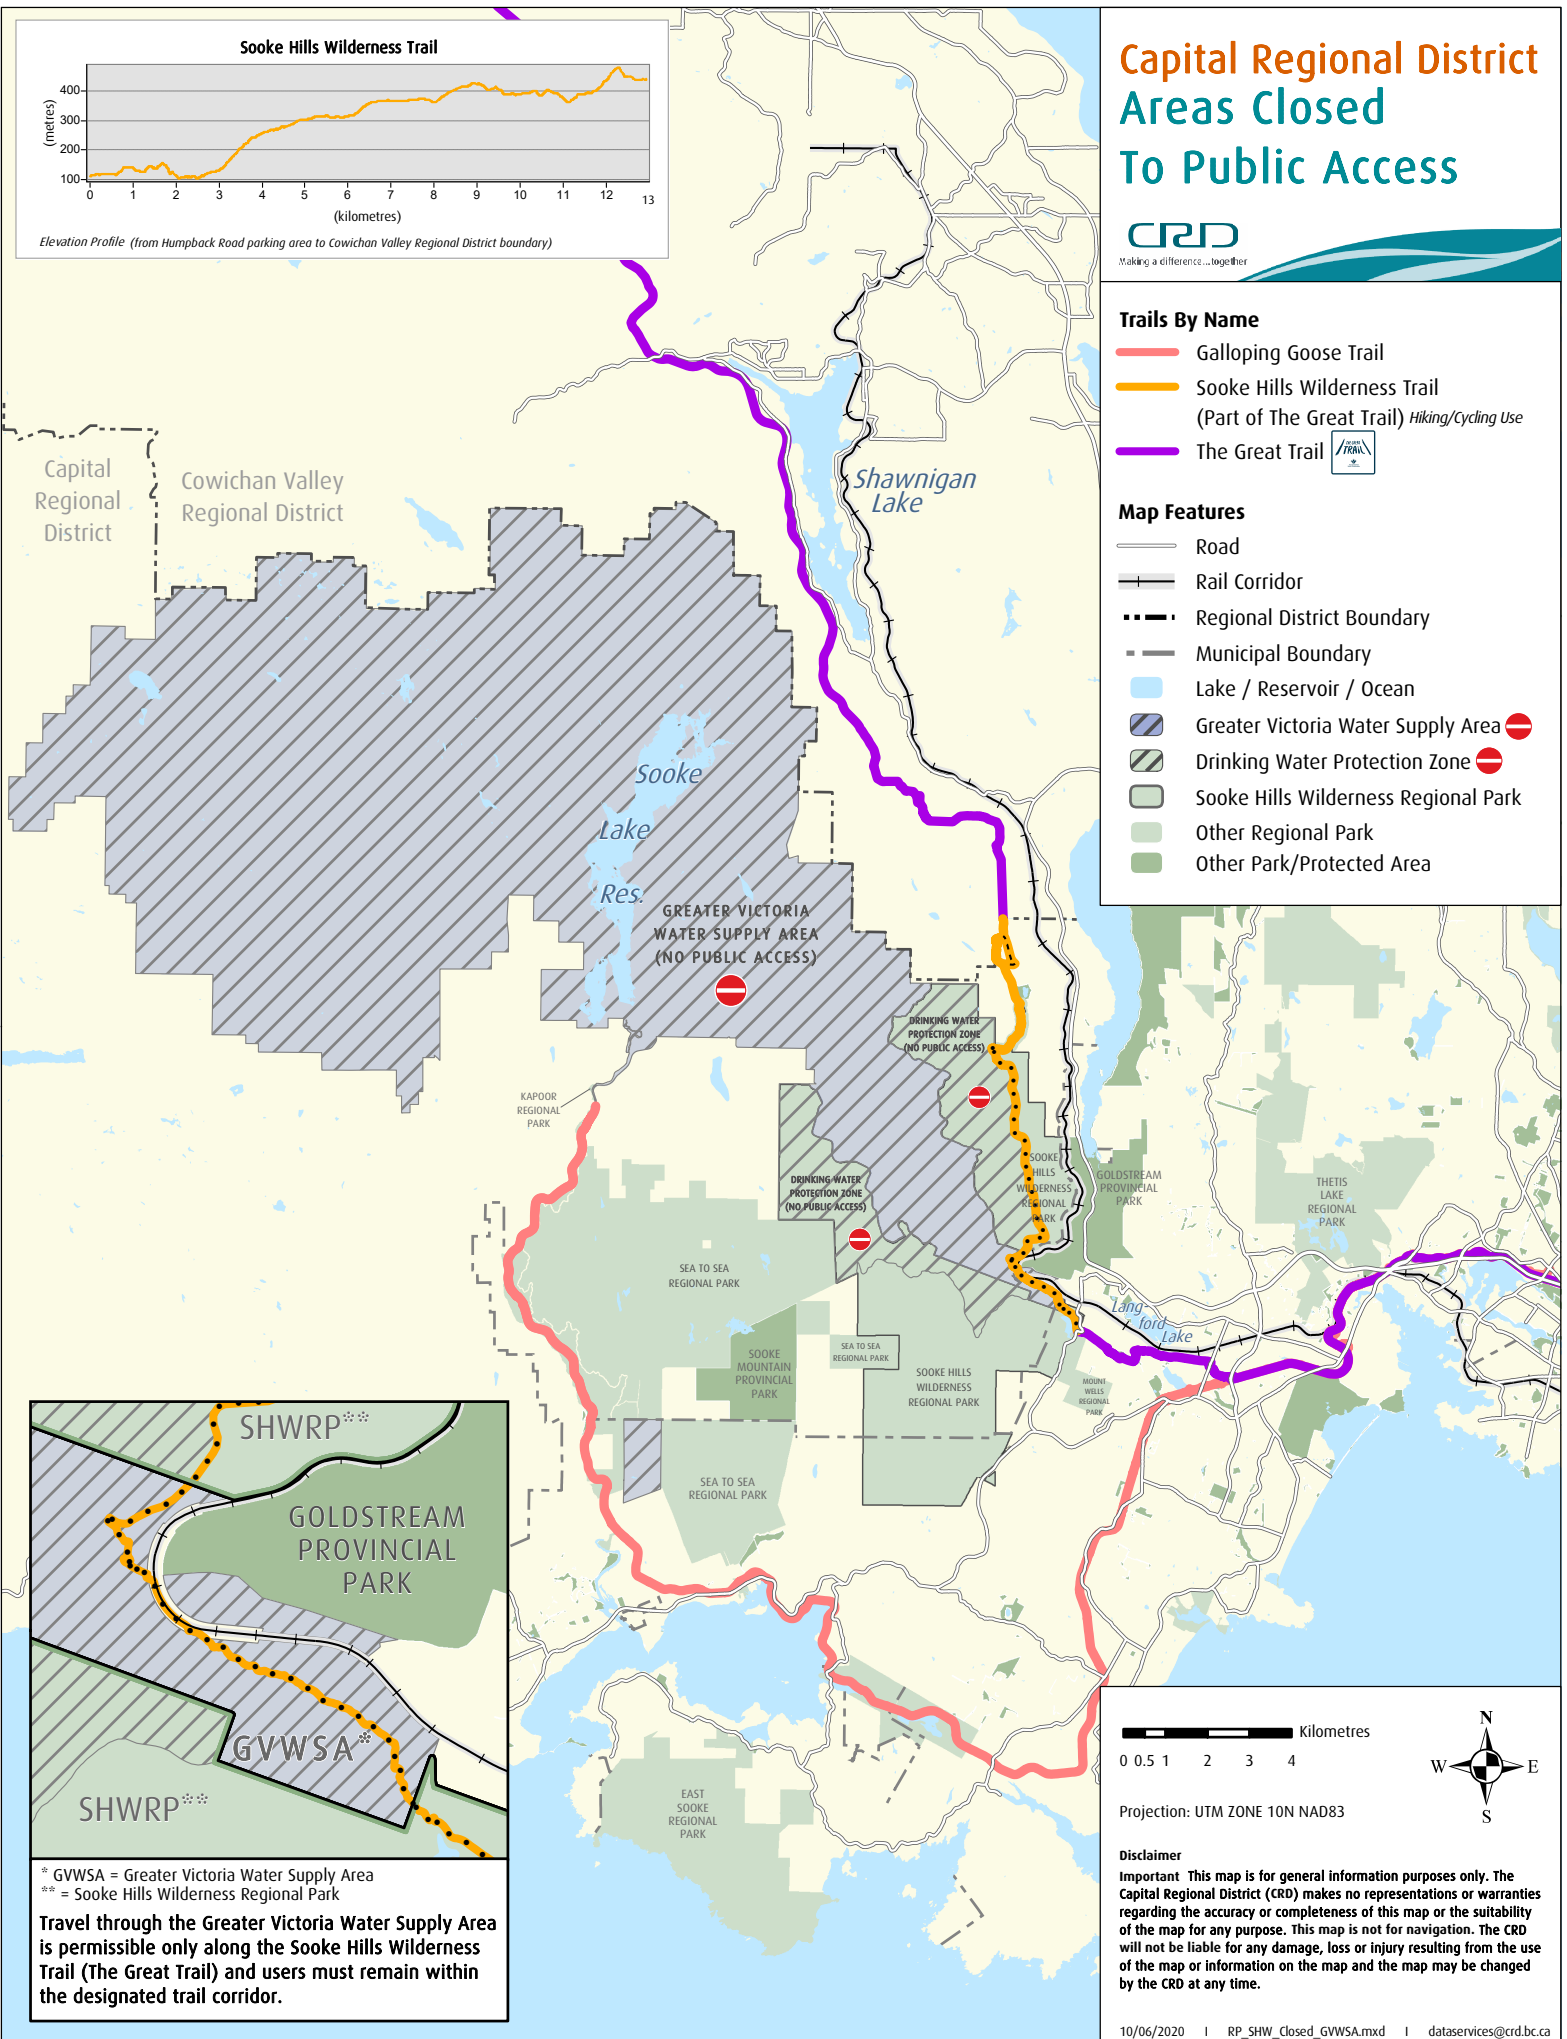 Sooke Hills Wilderness Trail
(metres)
400
300
200
100
0 1 2 3 4 5 6 7 8 9 10 11 12 13
(kilometres)
Elevation Profile (from Humpback Road parking area to Cowichan Valley Regional District boundary)
Capital Regional District
Areas Closed
To Public Access
CRD
Making a difference...together
Trails By Name
Galloping Goose Trail
Sooke Hills Wilderness Trail
(Part of The Great Trail) Hiking/Cycling Use
The Great Trail
TRAIL
Map Features
Road
Rail Corridor
Regional District Boundary
Municipal Boundary
Lake / Reservoir / Ocean
Greater Victoria Water Supply Area
Drinking Water Protection Zone
Sooke Hills Wilderness Regional Park
Other Regional Park
Other Park/Protected Area
Capital
Regional
District
Cowichan Valley
Regional District
Shawnigan
Lake
Sooke
Lake
Res.
GREATER VICTORIA
WATER SUPPLY AREA
(NO PUBLIC ACCESS)
DRINKING WATER
PROTECTION ZONE
(NO PUBLIC ACCESS)
KAPOOR
REGIONAL
PARK
DRINKING WATER
PROTECTION ZONE
(NO PUBLIC ACCESS)
SOOKE
HILLS
WILDERNESS
REGIONAL
PARK
GOLDSTREAM
PROVINCIAL
PARK
THETIS
LAKE
REGIONAL
PARK
SEA TO SEA
REGIONAL PARK
Lang-
ford
Lake
SOOKE
MOUNTAIN
PROVINCIAL
PARK
SEA TO SEA
REGIONAL PARK
SOOKE HILLS
WILDERNESS
REGIONAL PARK
MOUNT
WELLS
REGIONAL
PARK
SEA TO SEA
REGIONAL PARK
EAST
SOOKE
REGIONAL
PARK
SHWRP**
GOLDSTREAM
PROVINCIAL
PARK
GVWSA*
SHWRP**
* GVWSA = Greater Victoria Water Supply Area
** = Sooke Hills Wilderness Regional Park
Travel through the Greater Victoria Water Supply Area
is permissible only along the Sooke Hills Wilderness
Trail (The Great Trail) and users must remain within
the designated trail corridor.
Kilometres
0 0.5 1 2 3 4
N
W E
S
Projection: UTM ZONE 10N NAD83
Disclaimer
Important This map is for general information purposes only. The
Capital Regional District (CRD) makes no representations or warranties
regarding the accuracy or completeness of this map or the suitability
of the map for any purpose. This map is not for navigation. The CRD
will not be liable for any damage, loss or injury resulting from the use
of the map or information on the map and the map may be changed
by the CRD at any time.
10/06/2020 I RP_SHW_Closed_GVWSA.mxd I dataservices@crd.bc.ca